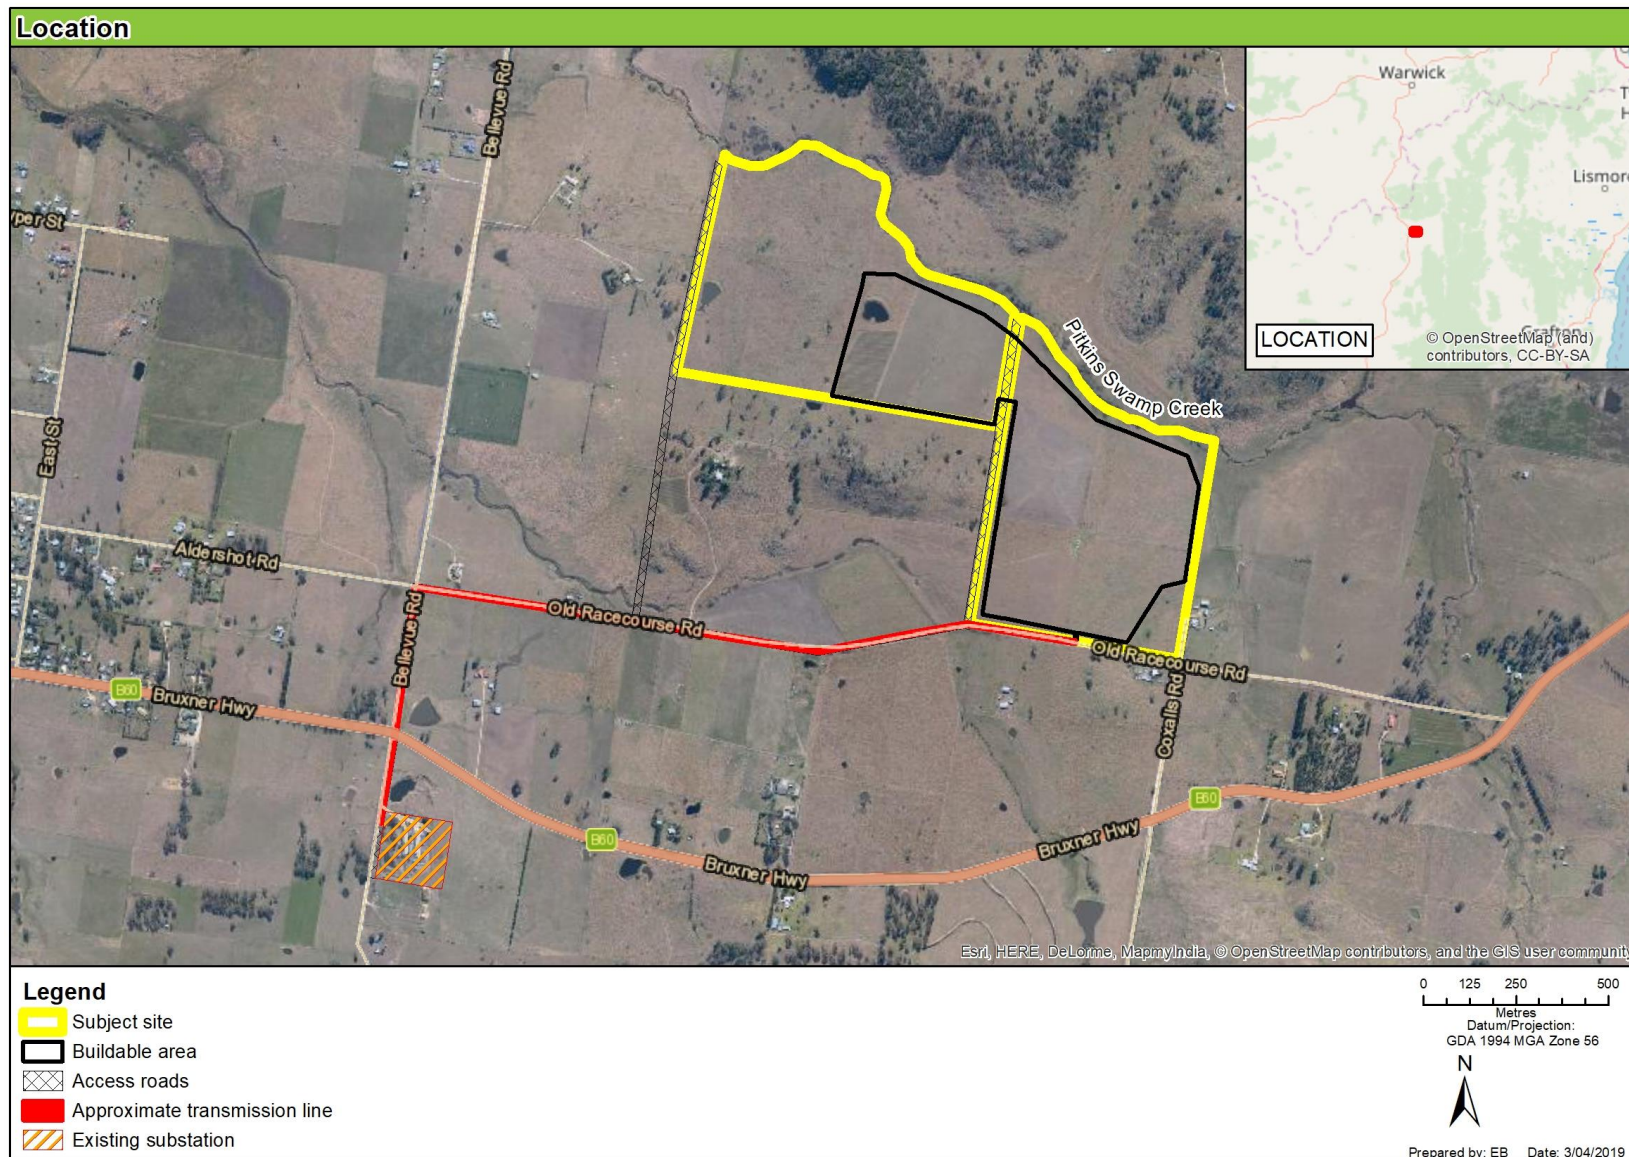 Location
Bellevue Rd
Warwick
Lismor
LOCATION
Grafton
© OpenStreetMap (and)
contributors, CC-BY-SA
yper St
Pitkins Swamp Creek
East St
Aldershot Rd
Bellevue Rd
Old Racecourse Rd
Old Racecourse Rd
Coxalls Rd
B60
Bruxner Hwy
B60
Bruxner Hwy
Bruxner Hwy
B60
Esri, HERE, DeLorme, MapmyIndia, © OpenStreetMap contributors, and the GIS user community
Legend
Subject site
Buildable area
Access roads
Approximate transmission line
Existing substation
0 125 250 500
Metres
Datum/Projection:
GDA 1994 MGA Zone 56
N
Prepared by: EB Date: 3/04/2019